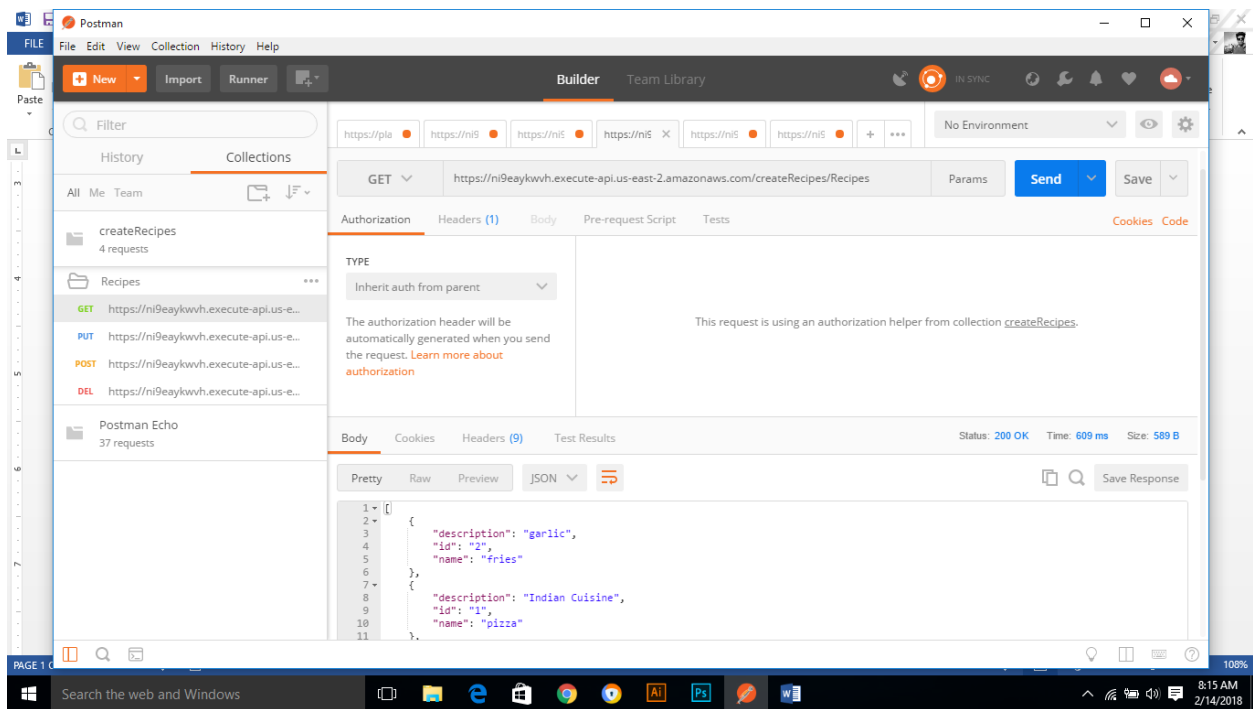 FILE
Paste
PAGE 1
108%
Postman
File Edit View Collection History Help
New Import Runner Builder Team Library IN SYNC
Filter
History Collections
All Me Team
createRecipes
4 requests
Recipes
GET https://ni9eaykwvh.execute-api.us-e...
PUT https://ni9eaykwvh.execute-api.us-e...
POST https://ni9eaykwvh.execute-api.us-e...
DEL https://ni9eaykwvh.execute-api.us-e...
Postman Echo
37 requests
https://pla https://ni9 https://ni9 https://ni9 https://ni9 https://ni9 + •••
No Environment
GET https://ni9eaykwvh.execute-api.us-east-2.amazonaws.com/createRecipes/Recipes Params Send Save
Authorization Headers (1) Body Pre-request Script Tests Cookies Code
TYPE
Inherit auth from parent
The authorization header will be
automatically generated when you send
the request. Learn more about
authorization
This request is using an authorization helper from collection createRecipes.
Body Cookies Headers (9) Test Results Status: 200 OK Time: 609 ms Size: 589 B
Pretty Raw Preview JSON Save Response
1 [
2 {
3 "description": "garlic",
4 "id": "2",
5 "name": "fries"
6 },
7 {
8 "description": "Indian Cuisine",
9 "id": "1",
10 "name": "pizza"
11 },
Search the web and Windows
Ai Ps
8:15 AM
2/14/2018